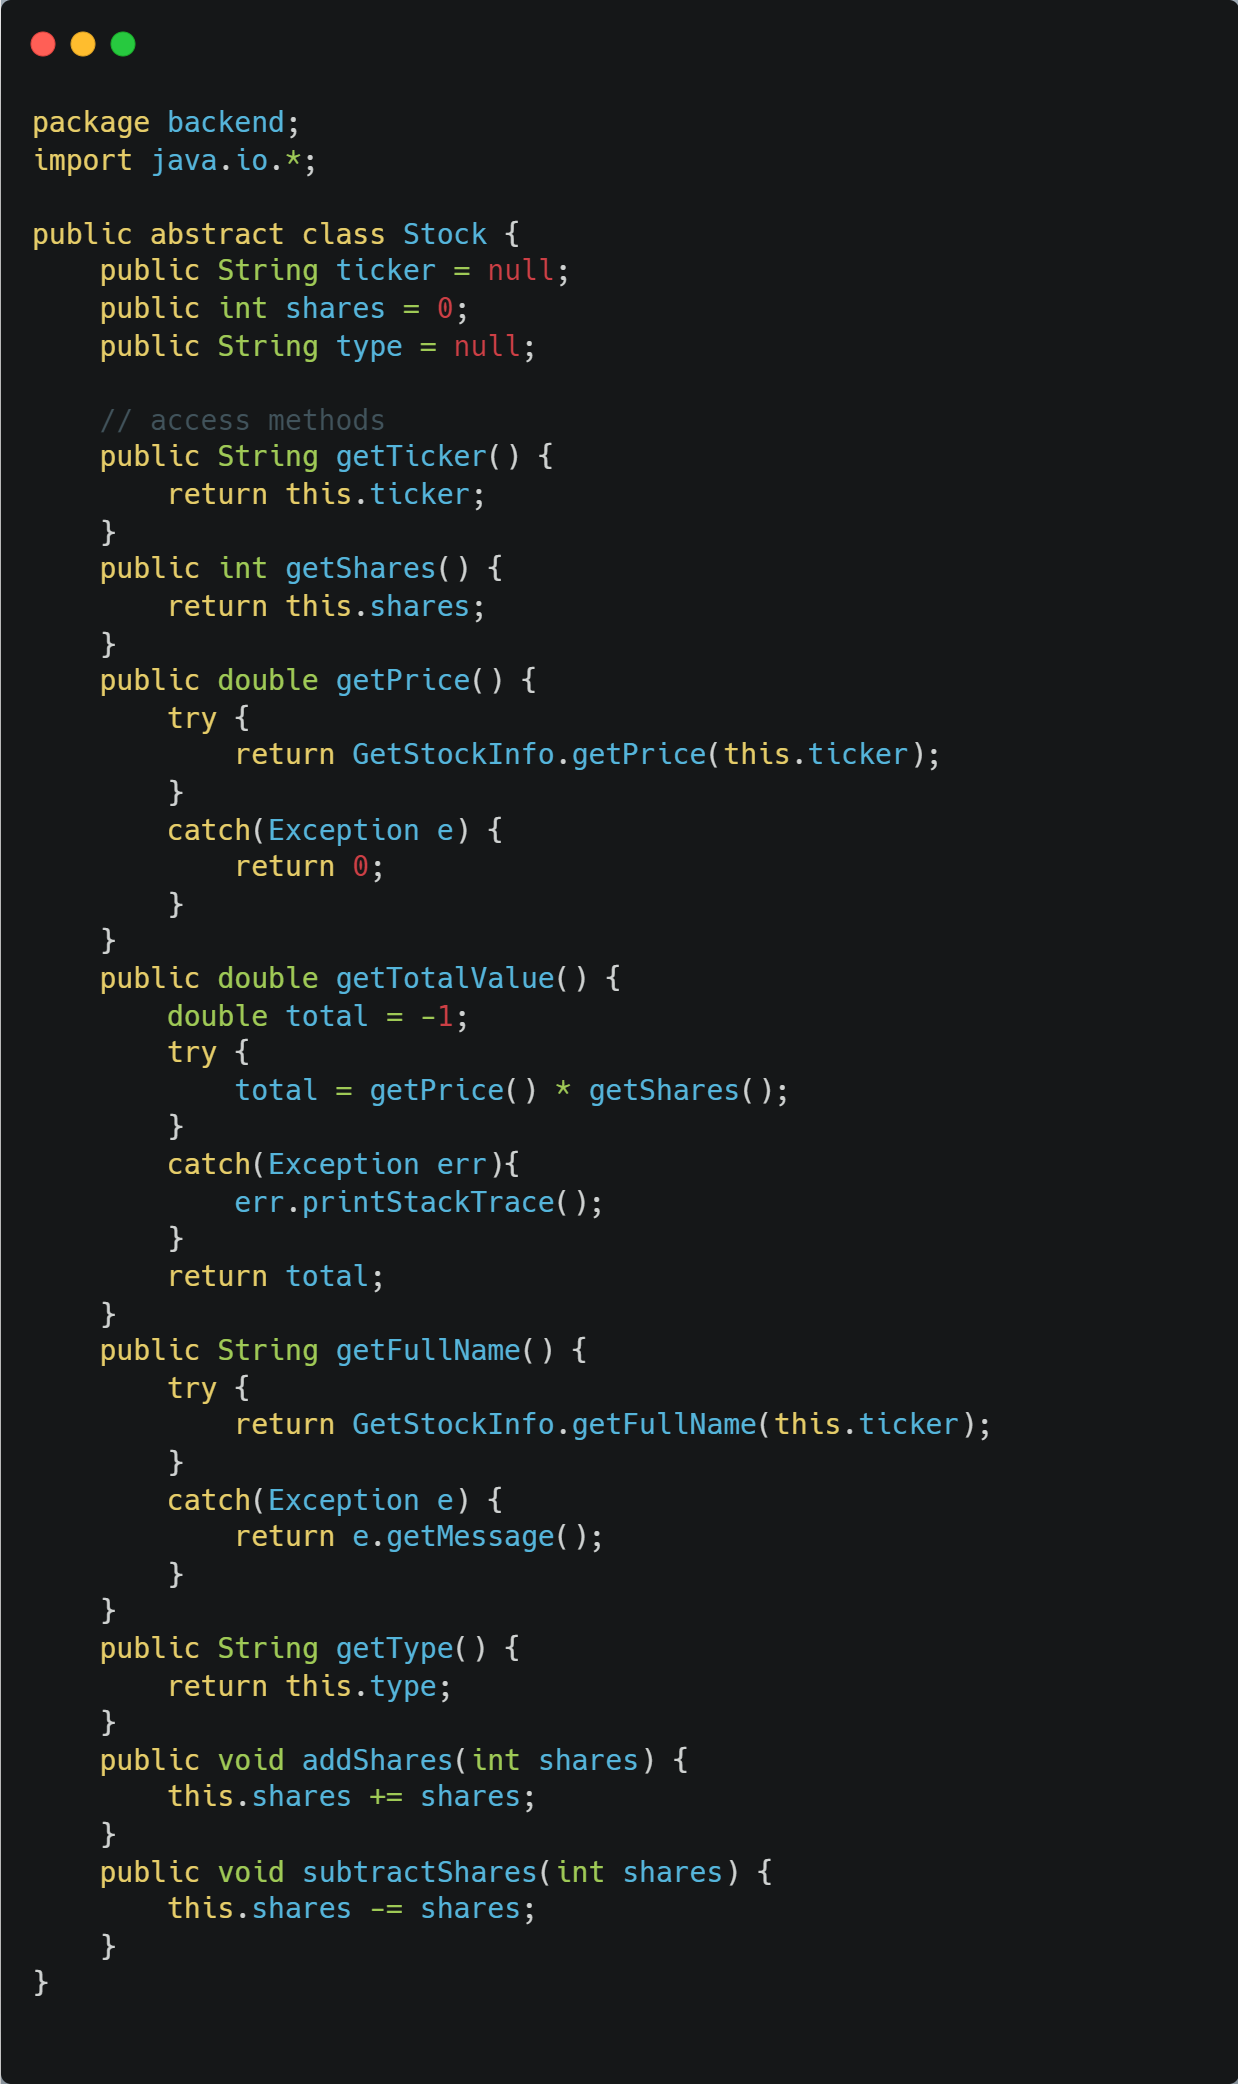 package backend;
import java.io.*;

public abstract class Stock {
    public String ticker = null;
    public int shares = 0;
    public String type = null;

    // access methods
    public String getTicker() {
        return this.ticker;
    }
    public int getShares() {
        return this.shares;
    }
    public double getPrice() {
        try {
            return GetStockInfo.getPrice(this.ticker);
        }
        catch(Exception e) {
            return 0;
        }
    }
    public double getTotalValue() {
        double total = -1;
        try {
            total = getPrice() * getShares();
        }
        catch(Exception err){
            err.printStackTrace();
        }
        return total;
    }
    public String getFullName() {
        try {
            return GetStockInfo.getFullName(this.ticker);
        }
        catch(Exception e) {
            return e.getMessage();
        }
    }
    public String getType() {
        return this.type;
    }
    public void addShares(int shares) {
        this.shares += shares;
    }
    public void subtractShares(int shares) {
        this.shares -= shares;
    }
}